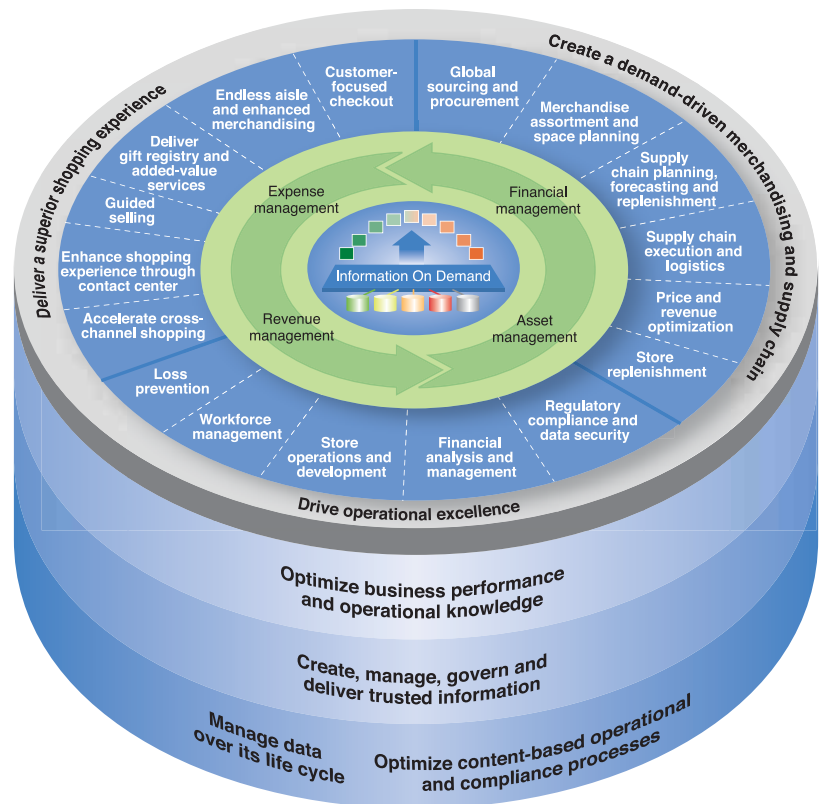 Deliver a superior shopping experience
Create a demand-driven merchandising and supply chain
Customer-
focused
checkout
Global
sourcing and
procurement
Endless aisle
and enhanced
merchandising
Merchandise
assortment and
space planning
Deliver
gift registry and
added-value
services
Supply
chain planning,
forecasting and
replenishment
Guided
selling
Supply chain
execution and
logistics
Enhance shopping
experience through
contact center
Price and
revenue
optimization
Accelerate cross-
channel shopping
Store
replenishment
Loss
prevention
Workforce
management
Store
operations and
development
Financial
analysis and
management
Regulatory
compliance and
data security
Expense
management
Financial
management
Information On Demand
Revenue
management
Asset
management
Drive operational excellence
Optimize business performance
and operational knowledge
Create, manage, govern and
deliver trusted information
Manage data
over its life cycle
Optimize content-based operational
and compliance processes